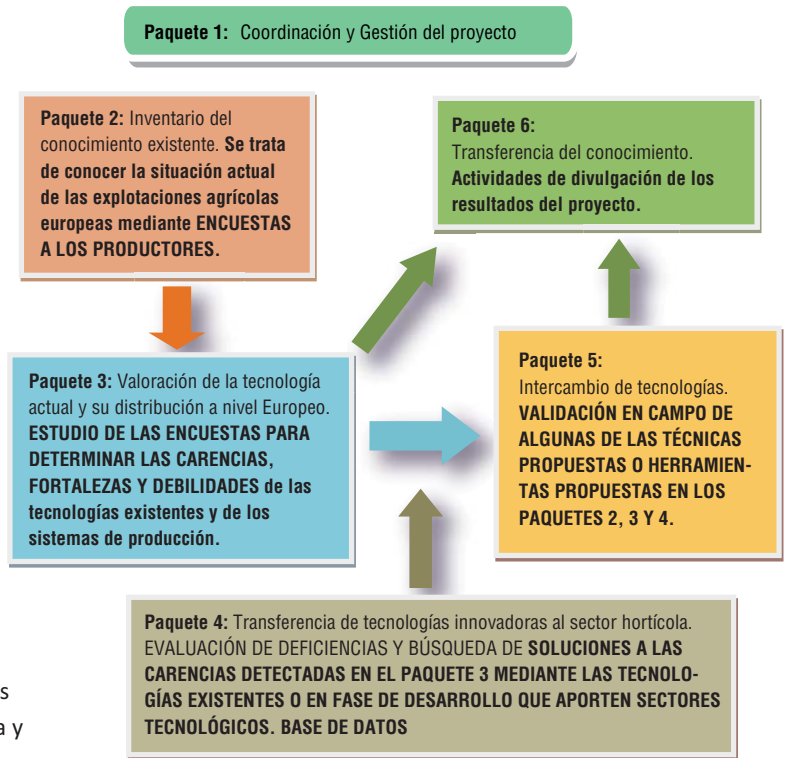 Paquete 1: Coordinación y Gestión del proyecto
Paquete 2: Inventario del
conocimiento existente. Se trata
de conocer la situación actual
de las explotaciones agrícolas
europeas mediante ENCUESTAS
A LOS PRODUCTORES.
Paquete 6:
Transferencia del conocimiento.
Actividades de divulgación de los
resultados del proyecto.
Paquete 3: Valoración de la tecnología
actual y su distribución a nivel Europeo.
ESTUDIO DE LAS ENCUESTAS PARA
DETERMINAR LAS CARENCIAS,
FORTALEZAS Y DEBILIDADES de las
tecnologías existentes y de los
sistemas de producción.
Paquete 5:
Intercambio de tecnologías.
VALIDACIÓN EN CAMPO DE
ALGUNAS DE LAS TÉCNICAS
PROPUESTAS O HERRAMIEN-
TAS PROPUESTAS EN LOS
PAQUETES 2, 3 Y 4.
Paquete 4: Transferencia de tecnologías innovadoras al sector hortícola.
EVALUACIÓN DE DEFICIENCIAS Y BÚSQUEDA DE SOLUCIONES A LAS
CARENCIAS DETECTADAS EN EL PAQUETE 3 MEDIANTE LAS TECNOLO-
GÍAS EXISTENTES O EN FASE DE DESARROLLO QUE APORTEN SECTORES
TECNOLÓGICOS. BASE DE DATOS
s
a y